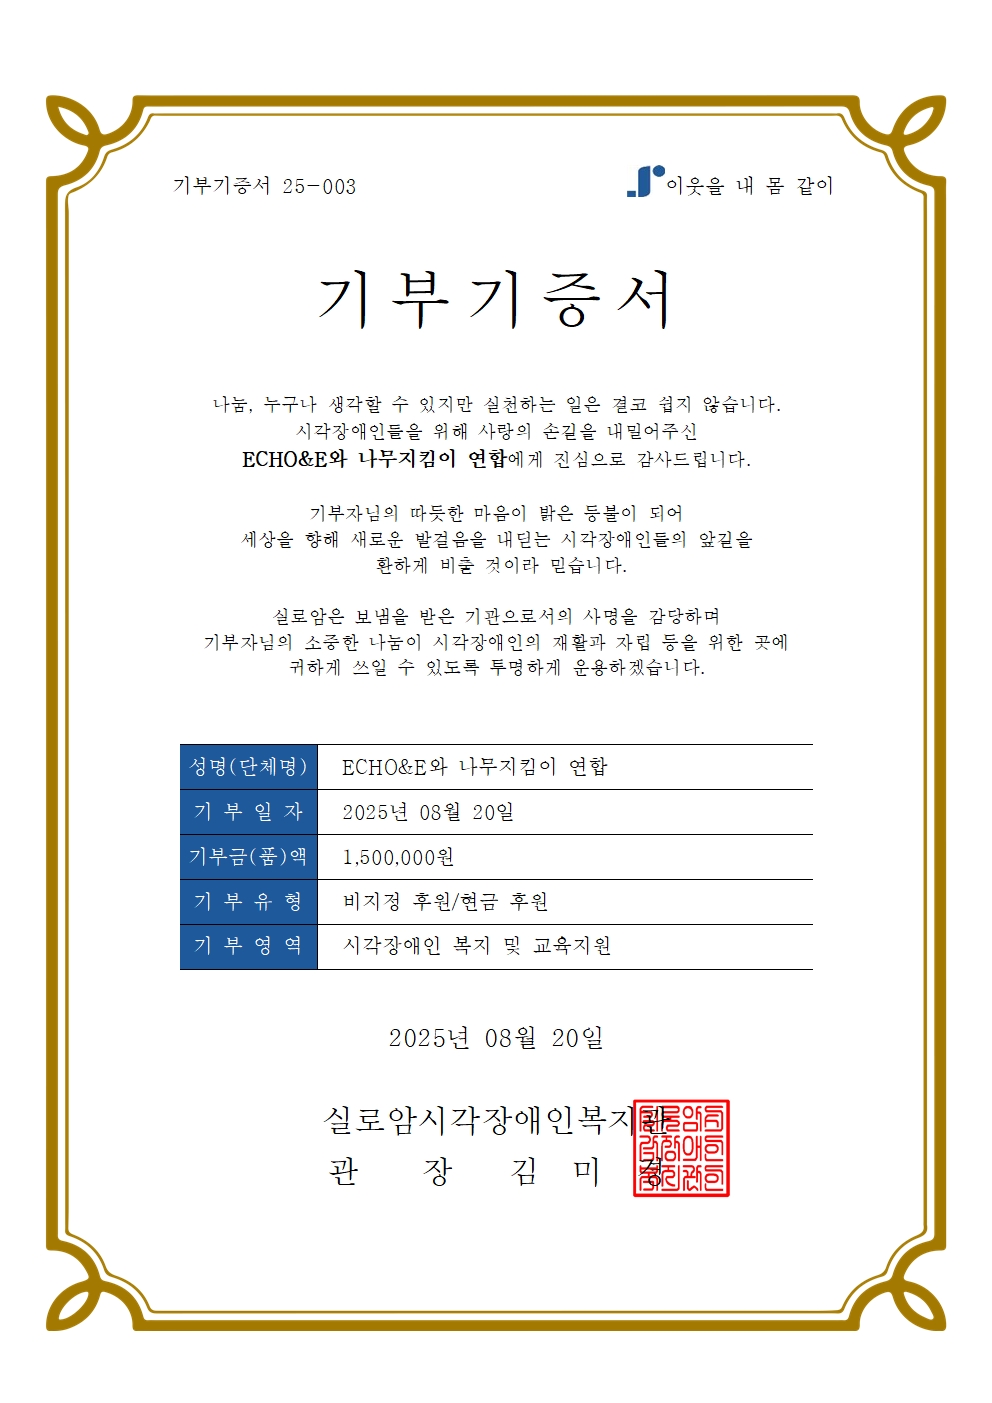 기부기증서 25-003
이웃을 내 몸 같이
기부기증서
나눔, 누구나 생각할 수 있지만 실천하는 일은 결코 쉽지 않습니다.
시각장애인들을 위해 사랑의 손길을 내밀어주신
ECHO&E와 나무지킴이 연합에게 진심으로 감사드립니다.
기부자님의 따듯한 마음이 밝은 등불이 되어
세상을 향해 새로운 발걸음을 내딛는 시각장애인들의 앞길을
환하게 비출 것이라 믿습니다.
실로암은 보냄을 받은 기관으로서의 사명을 감당하며
기부자님의 소중한 나눔이 시각장애인의 재활과 자립 등을 위한 곳에
귀하게 쓰일 수 있도록 투명하게 운용하겠습니다.
성명(단체명) ECHO&E와 나무지킴이 연합
기 부 일 자 2025년 08월 20일
기부금(품)액 1,500,000원
기 부 유 형 비지정 후원/현금 후원
기 부 영 역 시각장애인 복지 및 교육지원
2025년 08월 20일
실로암시각장애인복지관
관 장 김 미 경